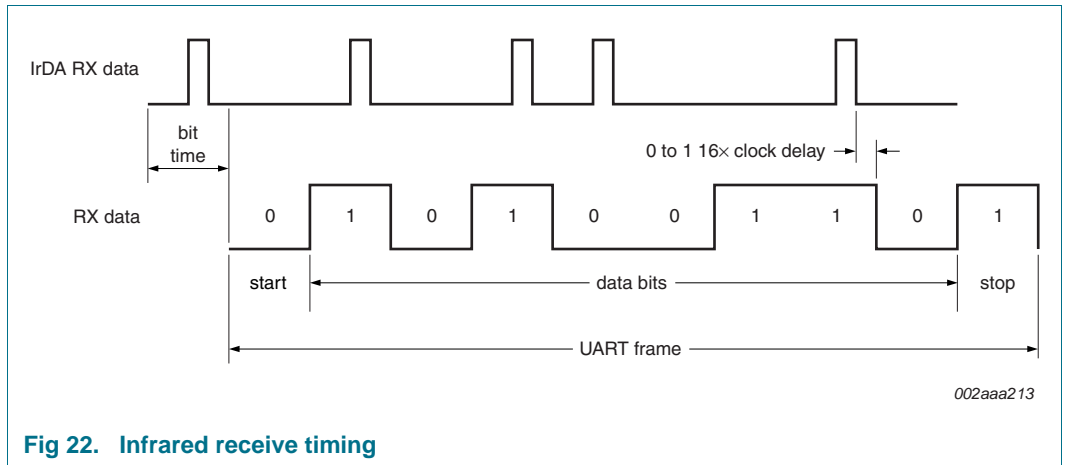 IrDA RX data
bit
time
0 to 1 16× clock delay
RX data
0 1 0 1 0 0 1 1 0 1
start data bits stop
UART frame
002aaa213
Fig 22. Infrared receive timing